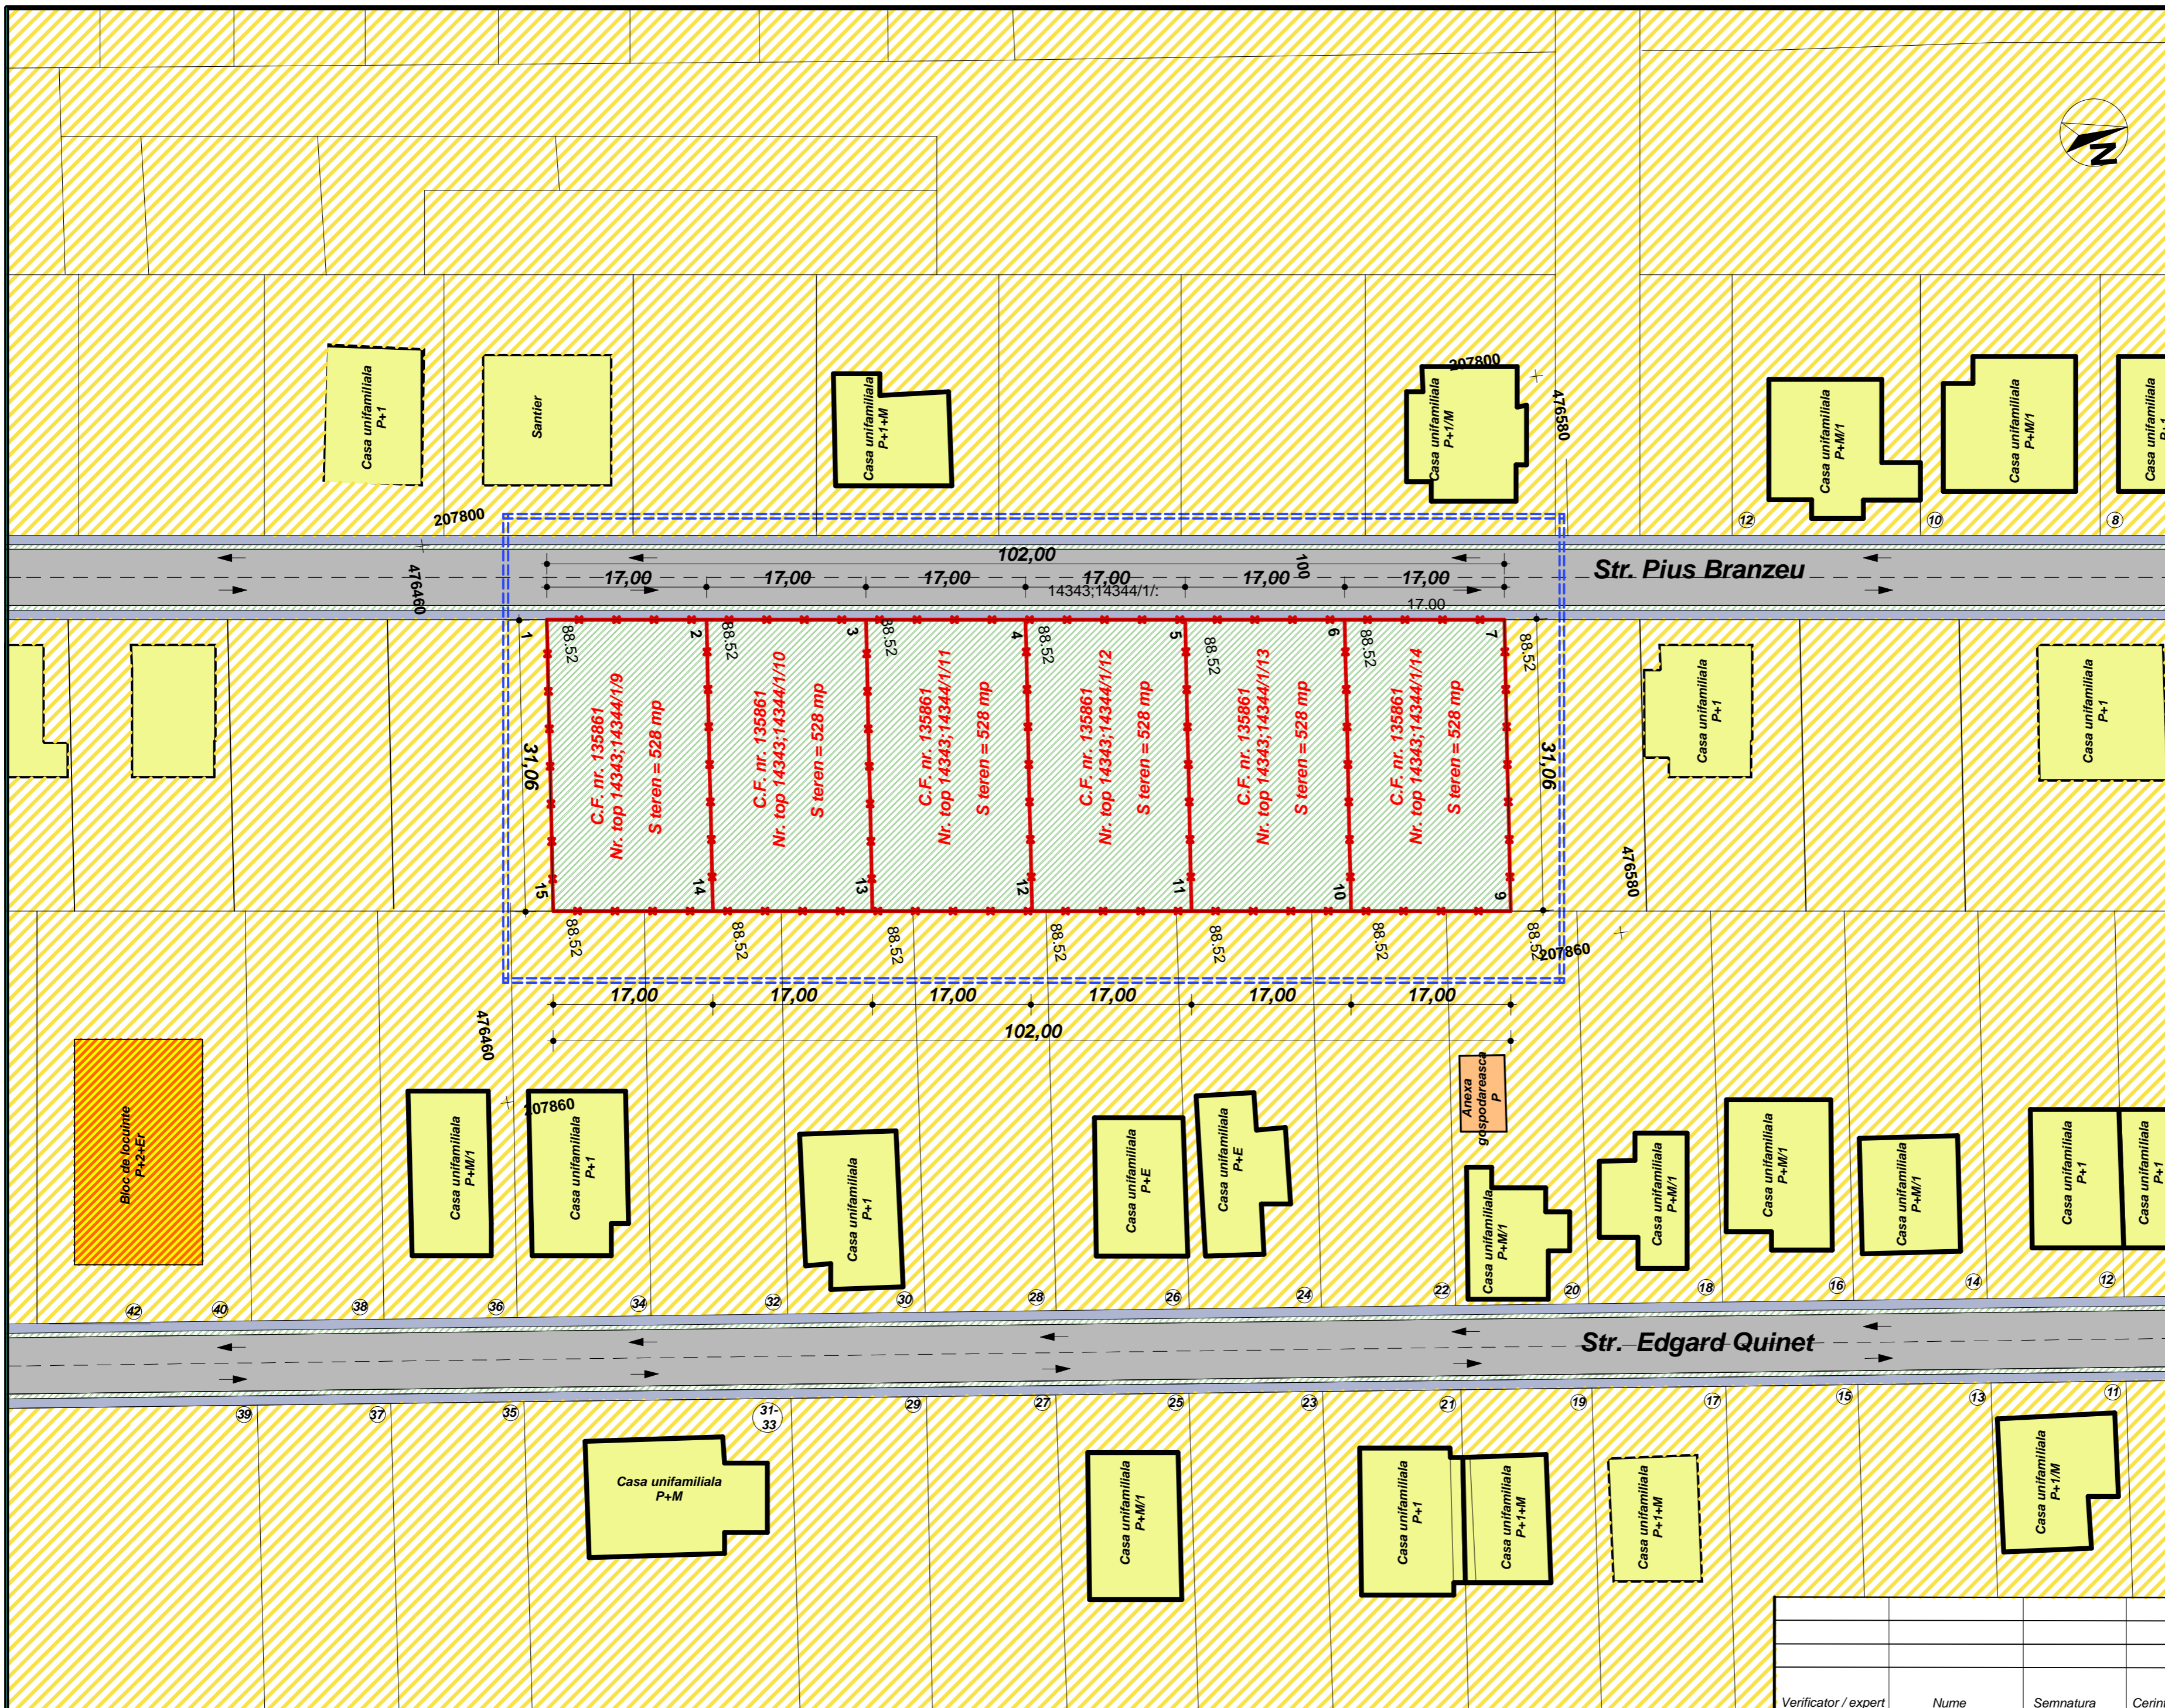 N
Casa unifamiliala
P+1
Santier
Casa unifamiliala
P+1+M
Casa unifamiliala
P+1/M
207800
476580
Casa unifamiliala
P+M/1
Casa unifamiliala
P+M/1
Casa unifamiliala
P+1
12
10
8
207800
476460
102,00
100
17,00
17,00
17,00
17,00
17,00
17,00
14343;14344/1/:
17.00
Str. Pius Branzeu
1
2
3
4
5
6
7
88.52
88.52
88.52
88.52
88.52
88.52
88.52
31,06
C.F. nr. 135861
Nr. top 14343;14344/1/9
S teren = 528 mp
C.F. nr. 135861
Nr. top 14343;14344/1/10
S teren = 528 mp
C.F. nr. 135861
Nr. top 14343;14344/1/11
S teren = 528 mp
C.F. nr. 135861
Nr. top 14343;14344/1/12
S teren = 528 mp
C.F. nr. 135861
Nr. top 14343;14344/1/13
S teren = 528 mp
C.F. nr. 135861
Nr. top 14343;14344/1/14
S teren = 528 mp
31,06
Casa unifamiliala
P+1
Casa unifamiliala
P+1
476580
15
14
13
12
11
10
9
88.52
88.52
88.52
88.52
88.52
88.52
88.52
207860
17,00
17,00
17,00
17,00
17,00
17,00
102,00
476460
207860
Bloc de locuinte
P+2+Er
Casa unifamiliala
P+M/1
Casa unifamiliala
P+1
Casa unifamiliala
P+1
Casa unifamiliala
P+E
Casa unifamiliala
P+E
Anexa
gospodareasca
P
Casa unifamiliala
P+M/1
Casa unifamiliala
P+M/1
Casa unifamiliala
P+M/1
Casa unifamiliala
P+M/1
Casa unifamiliala
P+1
Casa unifamiliala
P+1
42
40
38
36
34
32
30
28
26
24
22
20
18
16
14
12
Str. Edgard Quinet
39
37
35
31-
33
29
27
25
23
21
19
17
15
13
11
Casa unifamiliala
P+M
Casa unifamiliala
P+M/1
Casa unifamiliala
P+1
Casa unifamiliala
P+1+M
Casa unifamiliala
P+1+M
Casa unifamiliala
P+1/M
Verificator / expert
Nume
Semnatura
Cerin